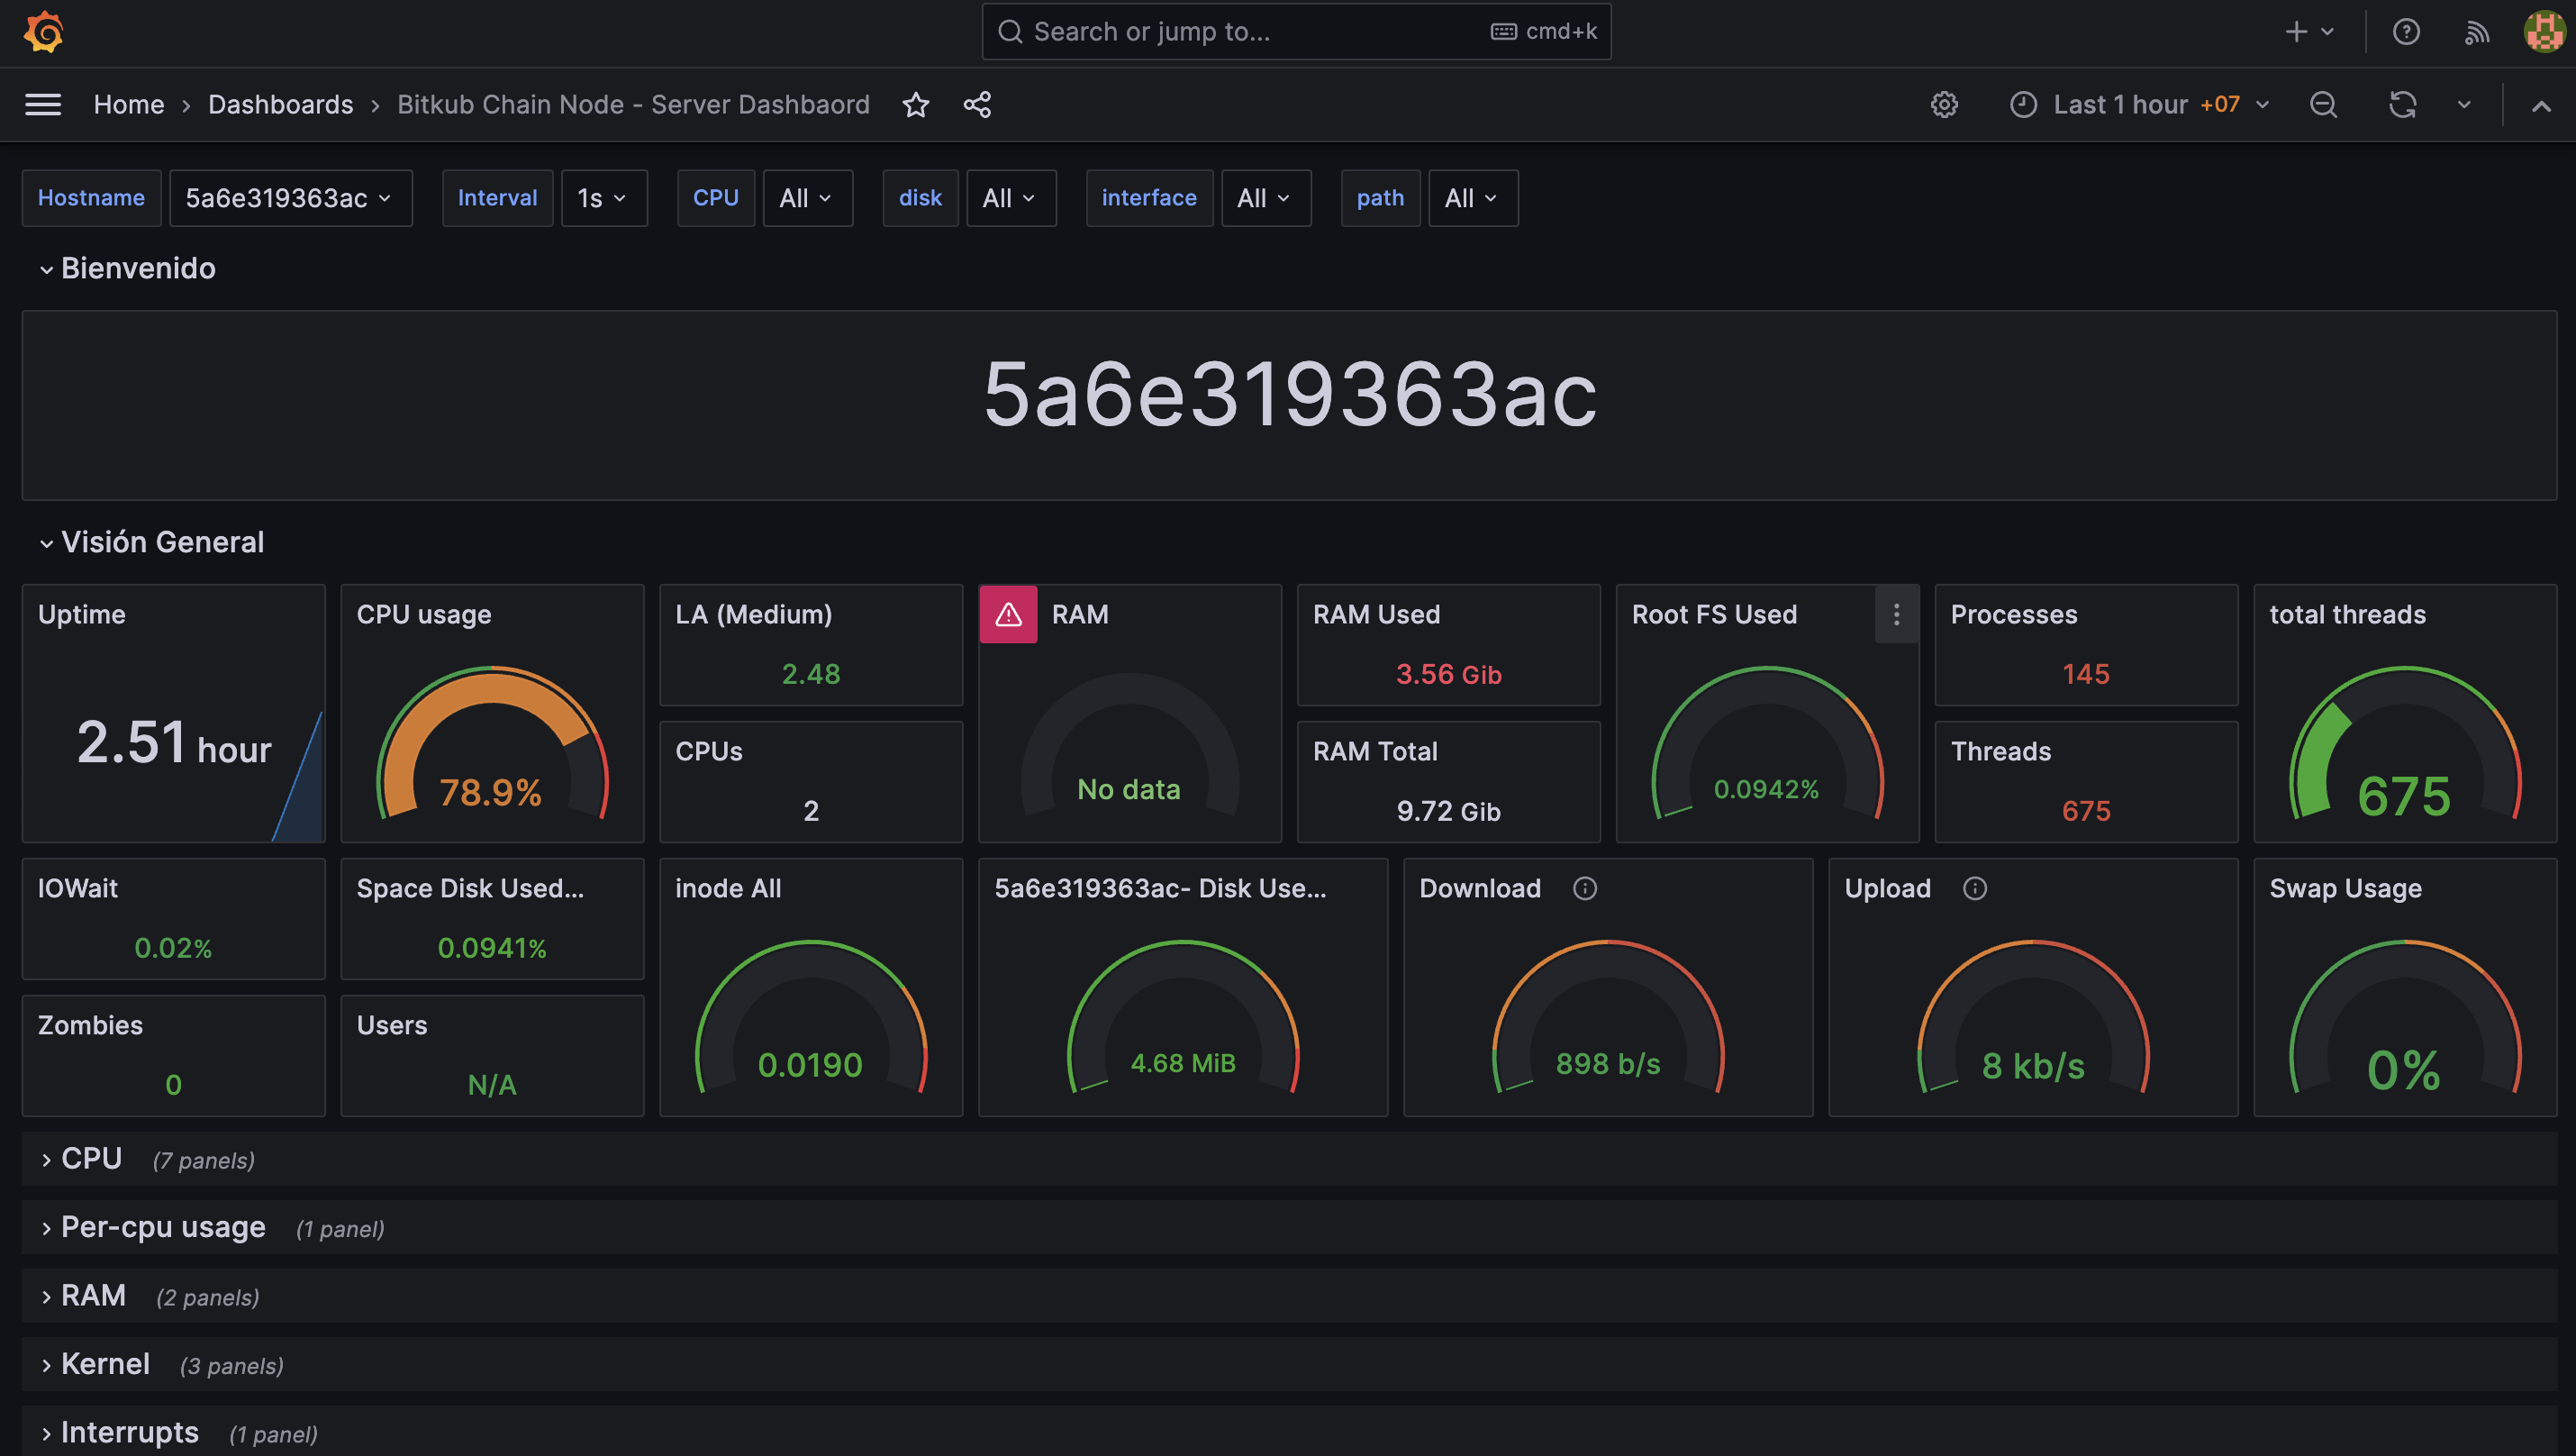 Search or jump to...
cmd+k
Home › Dashboards › Bitkub Chain Node - Server Dashbaord
Last 1 hour +07
Hostname 5a6e319363ac Interval 1s CPU All disk All interface All path All
Bienvenido
5a6e319363ac
Visión General
Uptime
2.51 hour
CPU usage
78.9%
LA (Medium)
2.48
CPUs
2
RAM
No data
RAM Used
3.56 Gib
RAM Total
9.72 Gib
Root FS Used
0.0942%
Processes
145
Threads
675
total threads
675
IOWait
0.02%
Zombies
0
Space Disk Used...
0.0941%
Users
N/A
inode All
0.0190
5a6e319363ac- Disk Use...
4.68 MiB
Download
898 b/s
Upload
8 kb/s
Swap Usage
0%
CPU (7 panels)
Per-cpu usage (1 panel)
RAM (2 panels)
Kernel (3 panels)
Interrupts (1 panel)